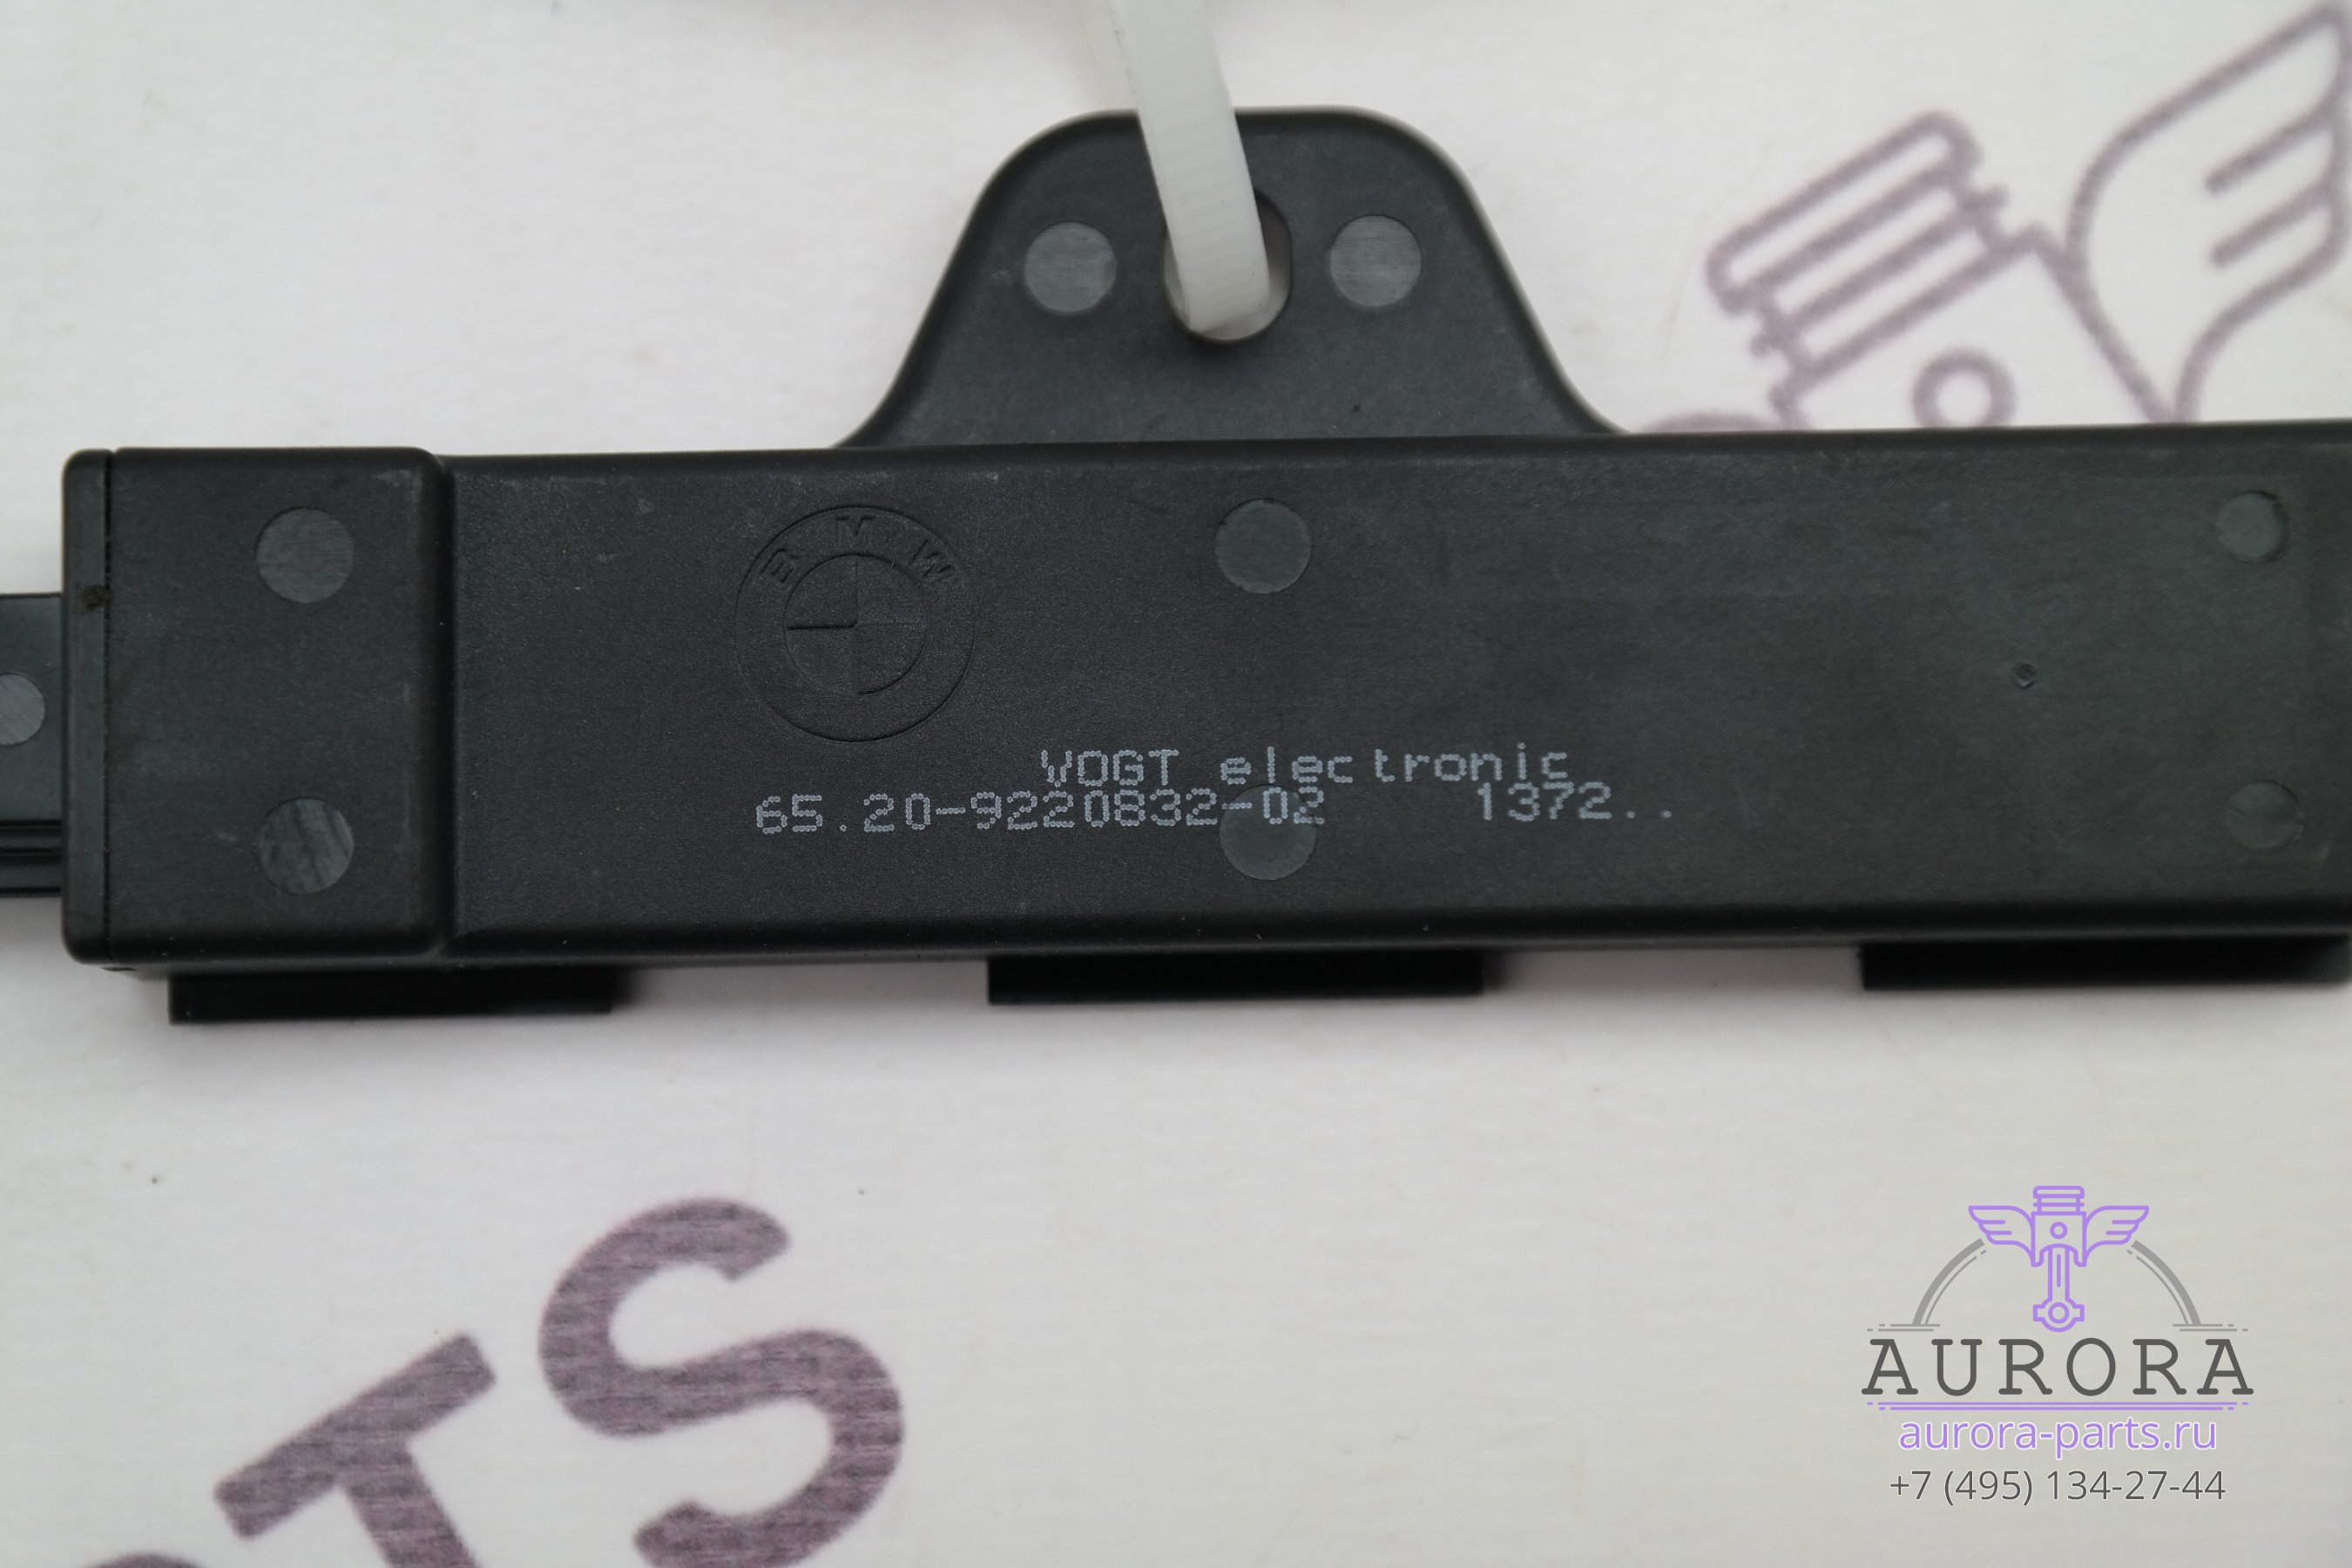 BMW
VOGT electronic
65.20-9220832-02 1372..
TS
AURORA
aurora-parts.ru
+7 (495) 134-27-44